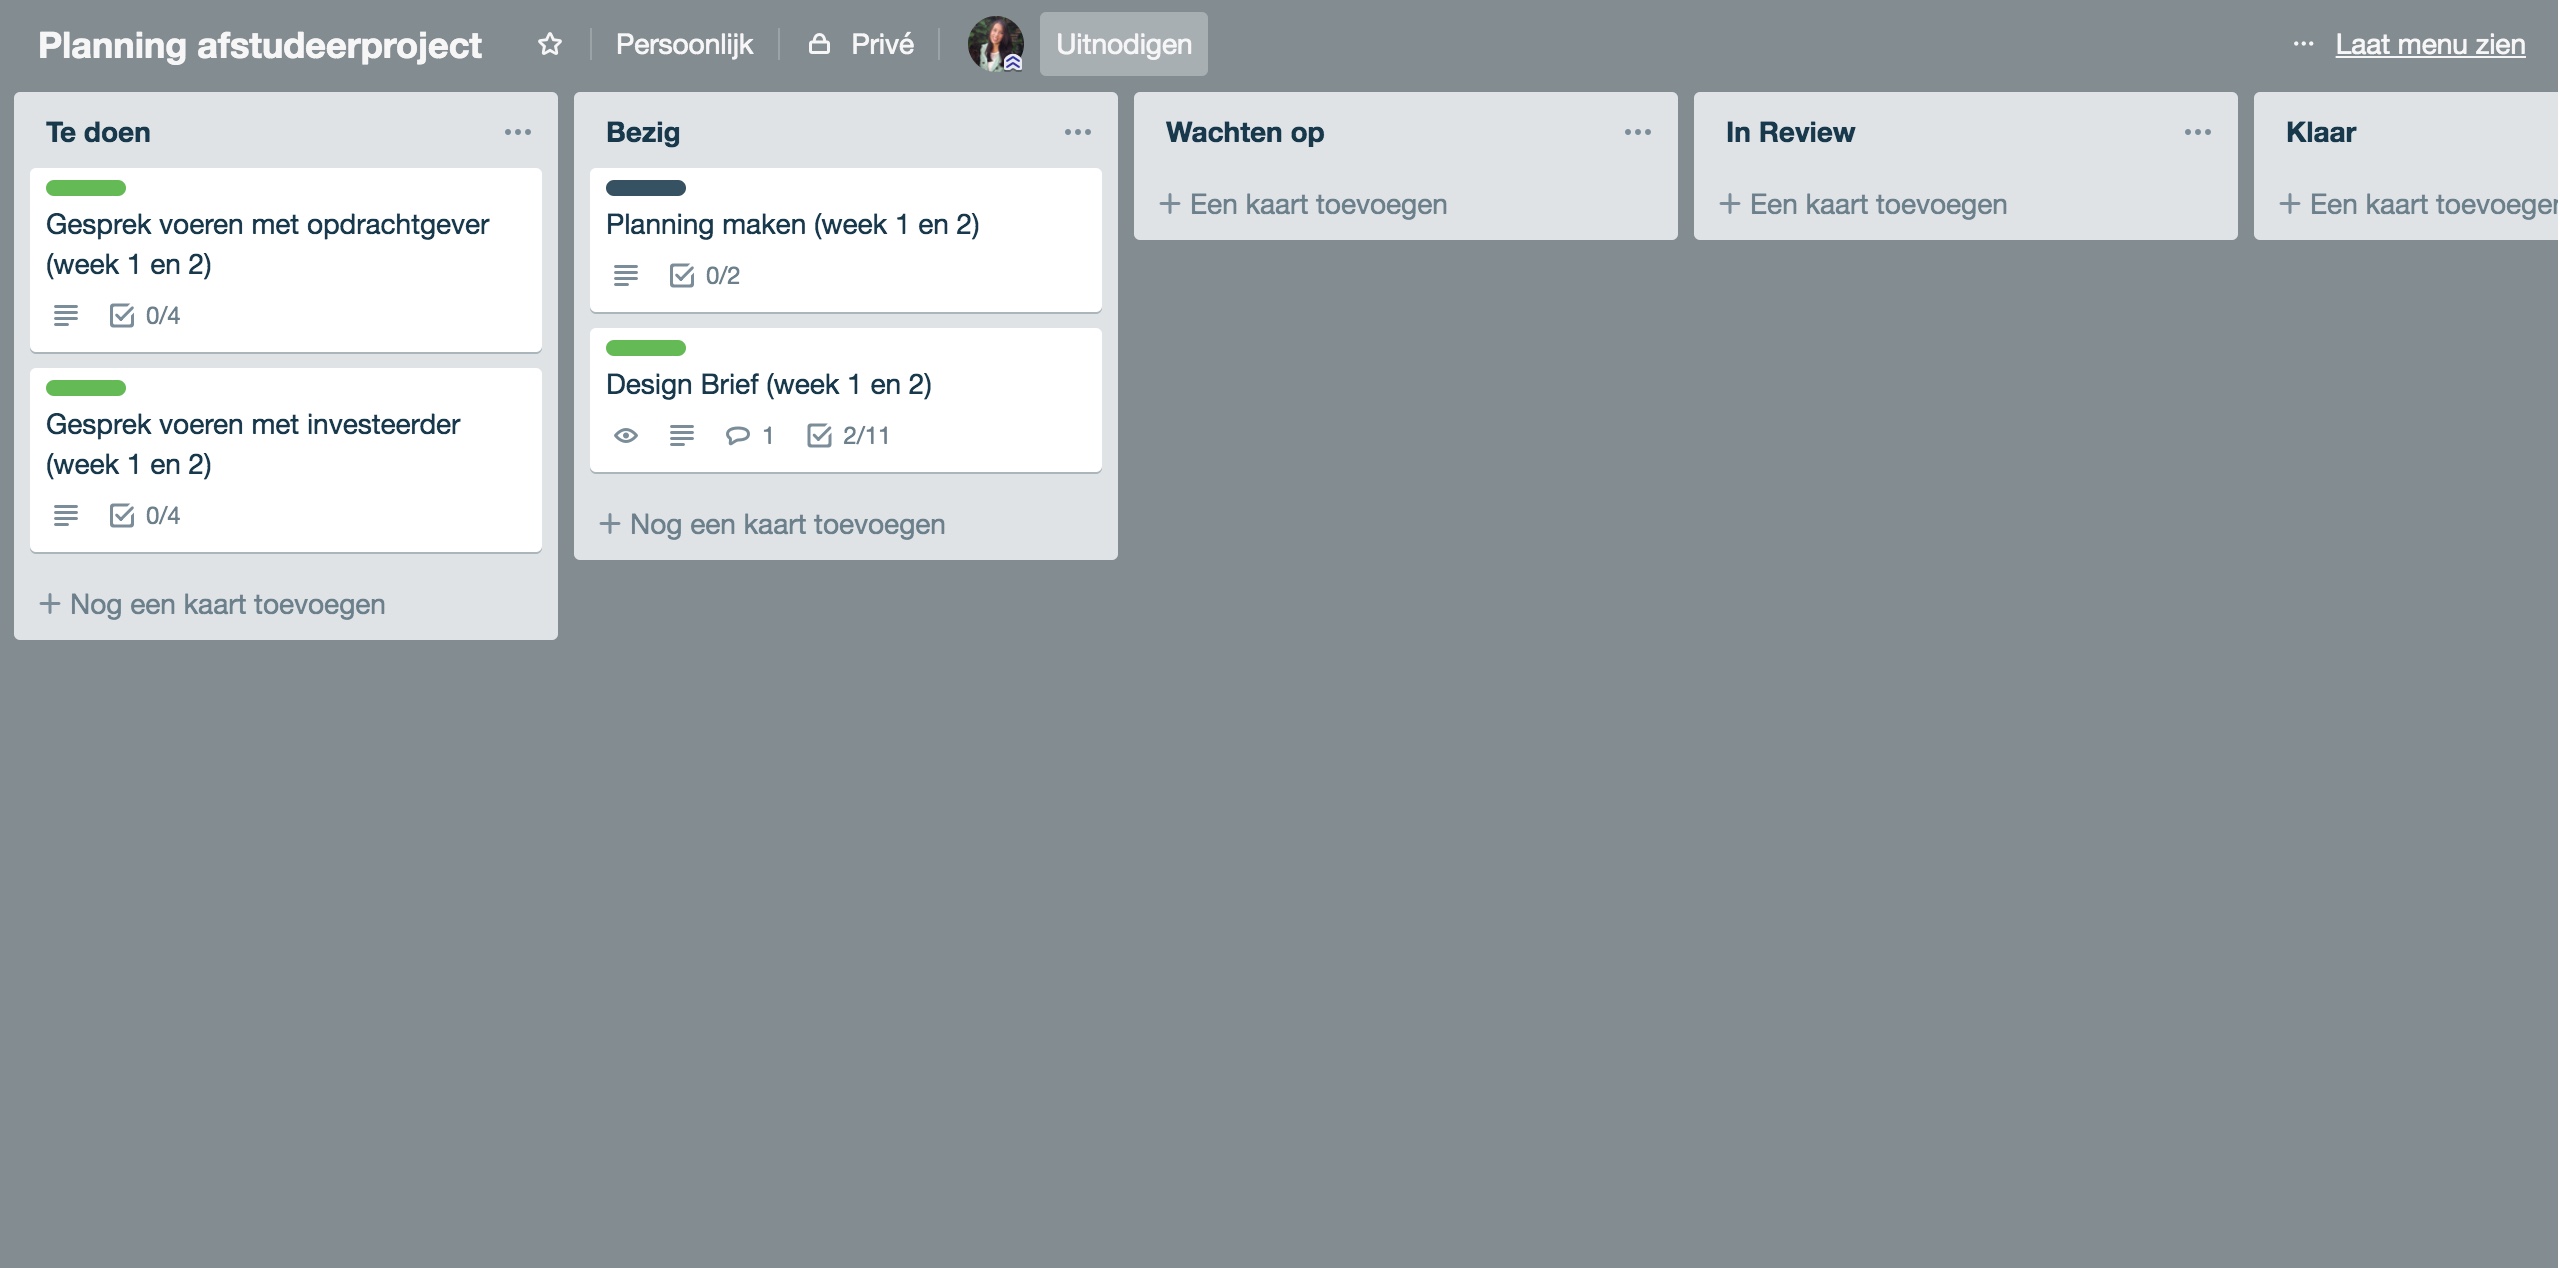 Planning afstudeerproject
Persoonlijk
Privé
Uitnodigen
Laat menu zien
Te doen
Gesprek voeren met opdrachtgever
(week 1 en 2)
0/4
Gesprek voeren met investeerder
(week 1 en 2)
0/4
+ Nog een kaart toevoegen
Bezig
Planning maken (week 1 en 2)
0/2
Design Brief (week 1 en 2)
1
2/11
+ Nog een kaart toevoegen
Wachten op
+ Een kaart toevoegen
In Review
+ Een kaart toevoegen
Klaar
+ Een kaart toevoegen